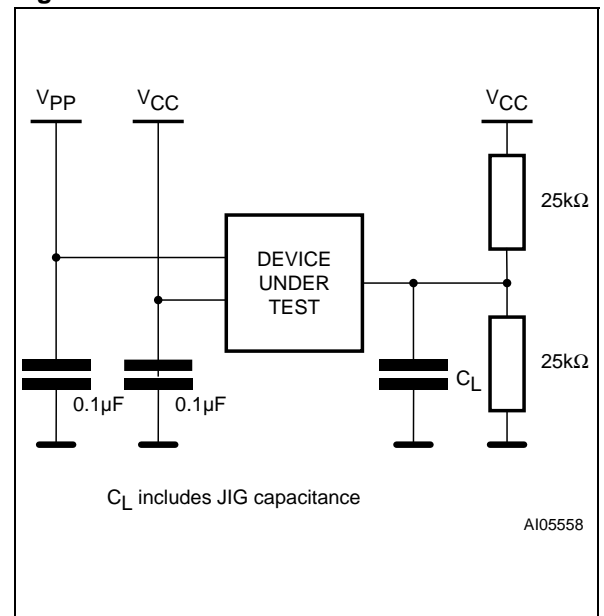 VPP
VCC
VCC
25kΩ
DEVICE
UNDER
TEST
25kΩ
CL
0.1µF
0.1µF
CL includes JIG capacitance
AI05558